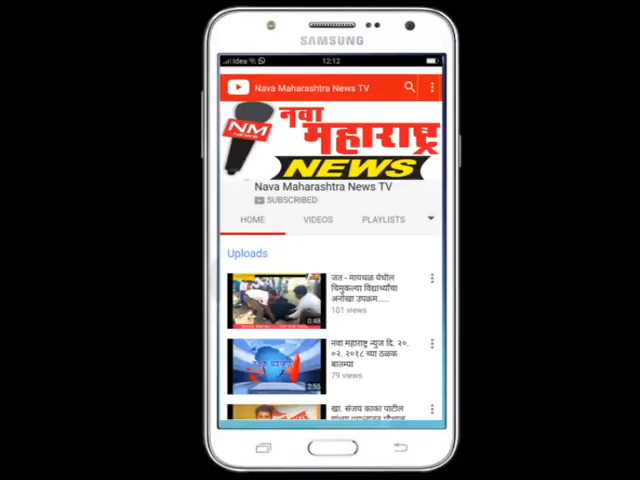 SAMSUNG
Idea
12:12
Nava Maharashtra News TV
नवा
महाराष्ट्र
NM
NEWS
NEWS
Nava Maharashtra News TV
SUBSCRIBED
HOME VIDEOS PLAYLISTS
Uploads
जत - मायथळ येथील
चिमुकल्या विद्यार्थ्यांचा
अनोखा उपक्रम.....
101 views
0:48
नवा महाराष्ट्र न्युज दि. २०.
०२. २०१८ च्या ठळक
बातम्या
79 views
2:55
खा. संजय काका पाटील